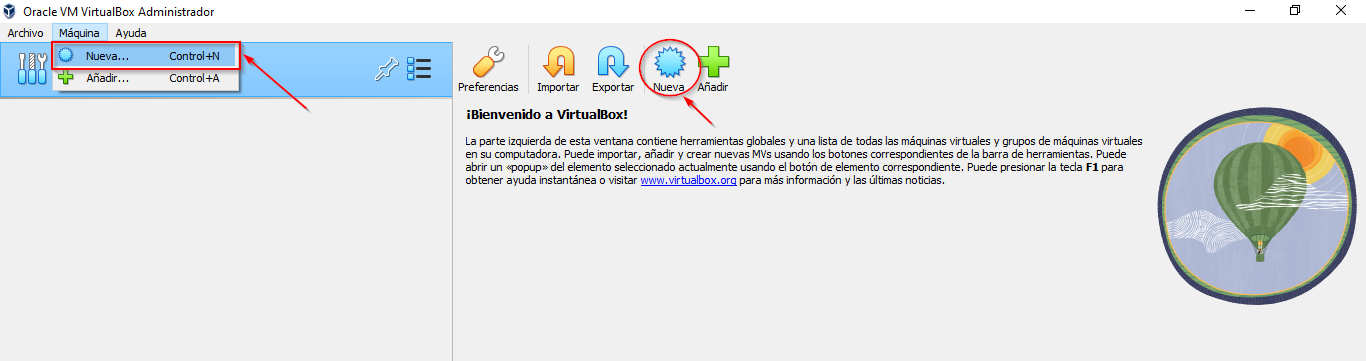 Oracle VM VirtualBox Administrador
Archivo Máquina Ayuda
Nueva... Control+N
Añadir... Control+A
Preferencias Importar Exportar Nueva Añadir
¡Bienvenido a VirtualBox!
La parte izquierda de esta ventana contiene herramientas globales y una lista de todas las máquinas virtuales y grupos de máquinas virtuales
en su computadora. Puede importar, añadir y crear nuevas MVs usando los botones correspondientes de la barra de herramientas. Puede
abrir un «popup» del elemento seleccionado actualmente usando el botón de elemento correspondiente. Puede presionar la tecla F1 para
obtener ayuda instantánea o visitar www.virtualbox.org para más información y las últimas noticias.